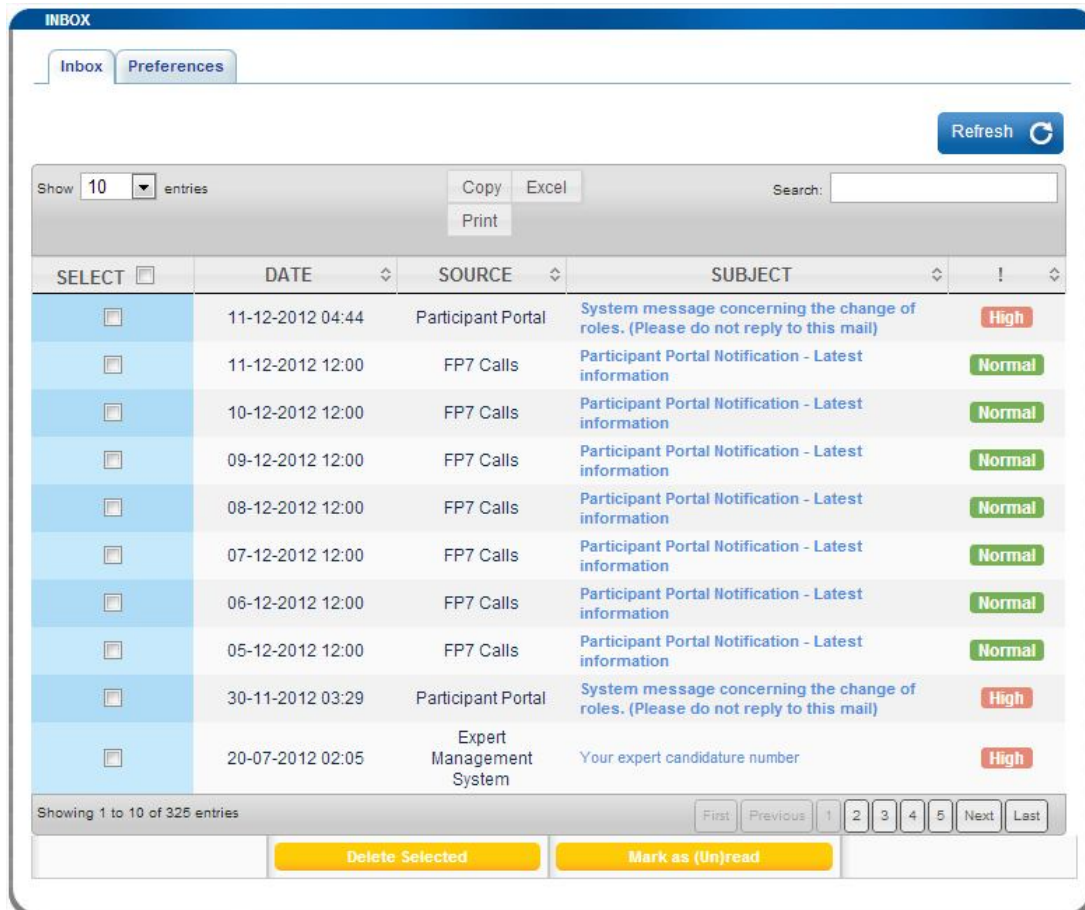 INBOX
Inbox Preferences
Refresh
Show 10 entries Copy Excel Search:
Print
SELECT DATE SOURCE SUBJECT !
11-12-2012 04:44 Participant Portal System message concerning the change of roles. (Please do not reply to this mail) High
11-12-2012 12:00 FP7 Calls Participant Portal Notification - Latest information Normal
10-12-2012 12:00 FP7 Calls Participant Portal Notification - Latest information Normal
09-12-2012 12:00 FP7 Calls Participant Portal Notification - Latest information Normal
08-12-2012 12:00 FP7 Calls Participant Portal Notification - Latest information Normal
07-12-2012 12:00 FP7 Calls Participant Portal Notification - Latest information Normal
06-12-2012 12:00 FP7 Calls Participant Portal Notification - Latest information Normal
05-12-2012 12:00 FP7 Calls Participant Portal Notification - Latest information Normal
30-11-2012 03:29 Participant Portal System message concerning the change of roles. (Please do not reply to this mail) High
20-07-2012 02:05 Expert Management System Your expert candidature number High
Showing 1 to 10 of 325 entries First Previous 1 2 3 4 5 Next Last
Delete Selected Mark as (Un)read